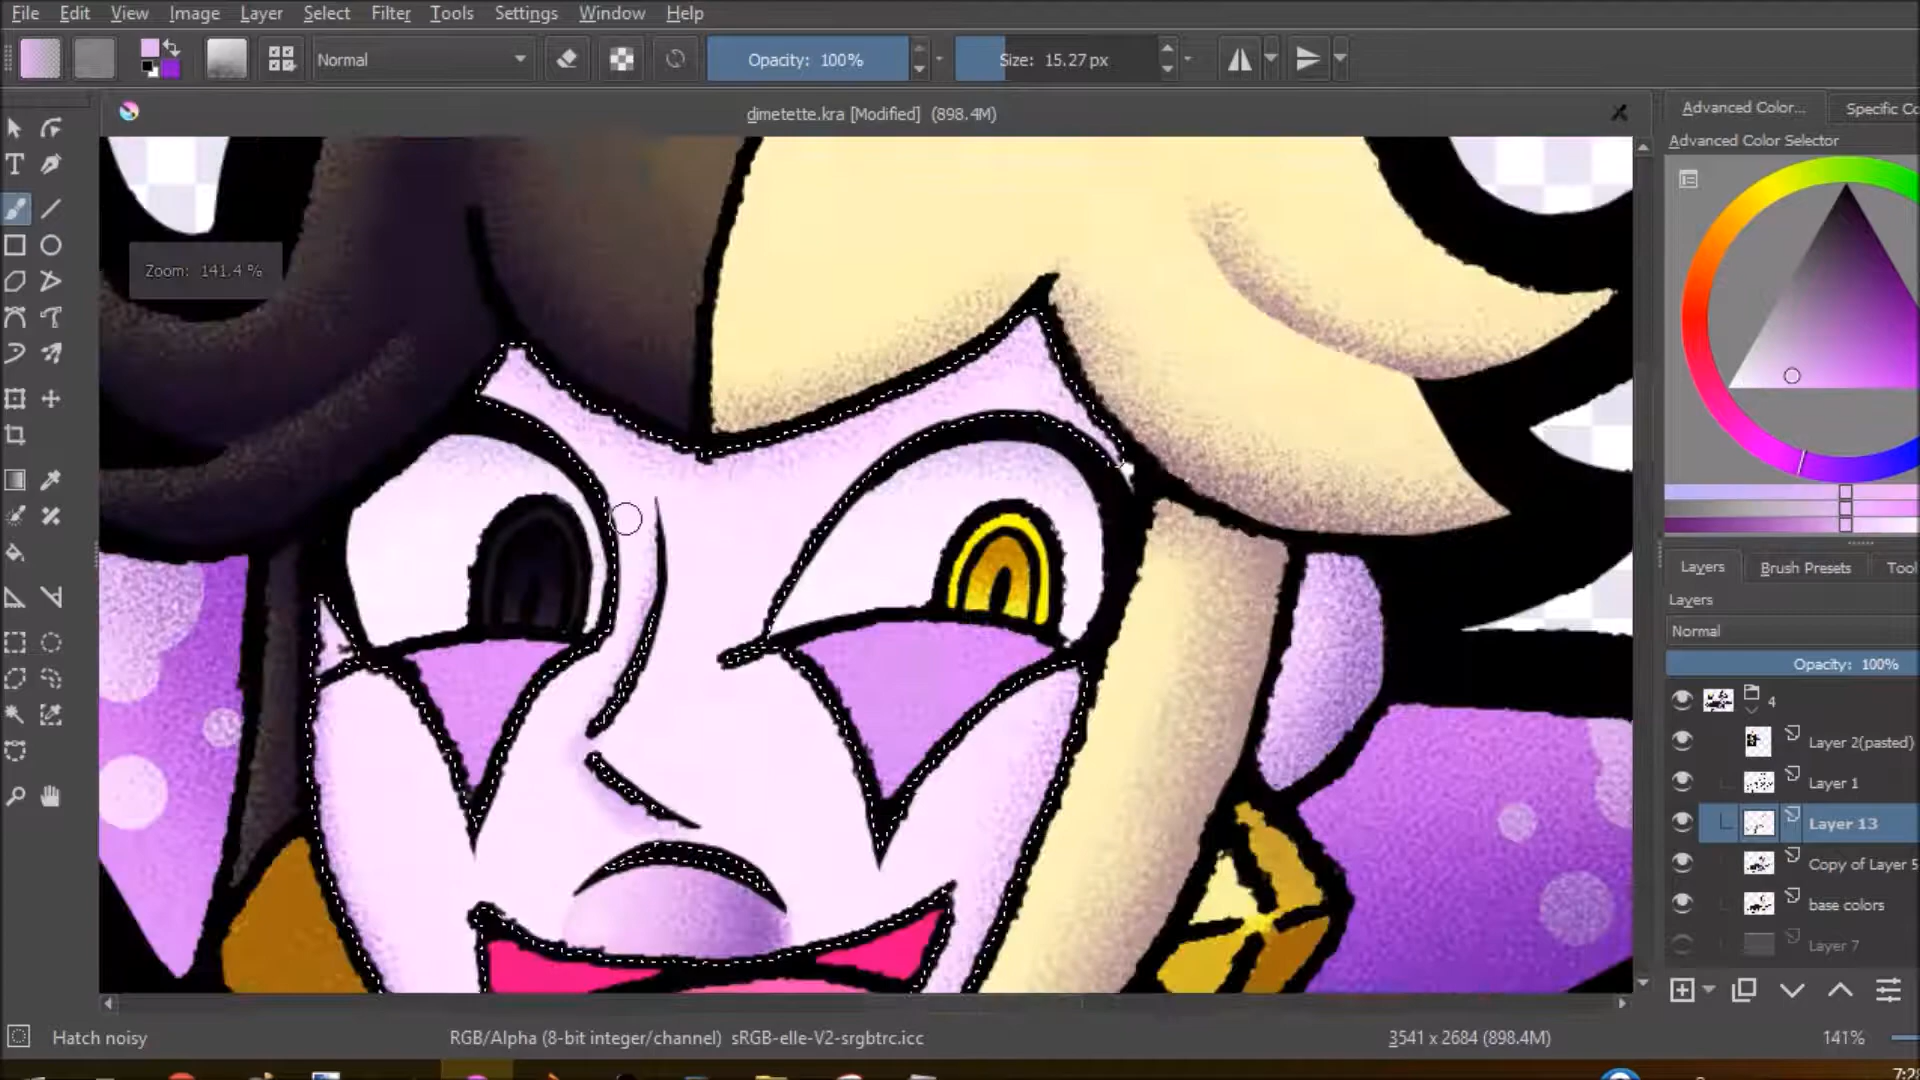 File Edit View Image Layer Select Filter Tools Settings Window Help
Normal
Opacity: 100%
Size: 15.27 px
dimetette.kra [Modified] (898.4M)
Advanced Color...
Specific Co
Advanced Color Selector
Zoom: 141.4 %
T
Layers
Brush Presets
Tool
Layers
Normal
Opacity: 100%
4
Layer 2(pasted)
Layer 1
Layer 13
Copy of Layer 5
base colors
Layer 7
Hatch noisy
RGB/Alpha (8-bit integer/channel) sRGB-elle-V2-srgbtrc.icc
3541 x 2684 (898.4M)
141%